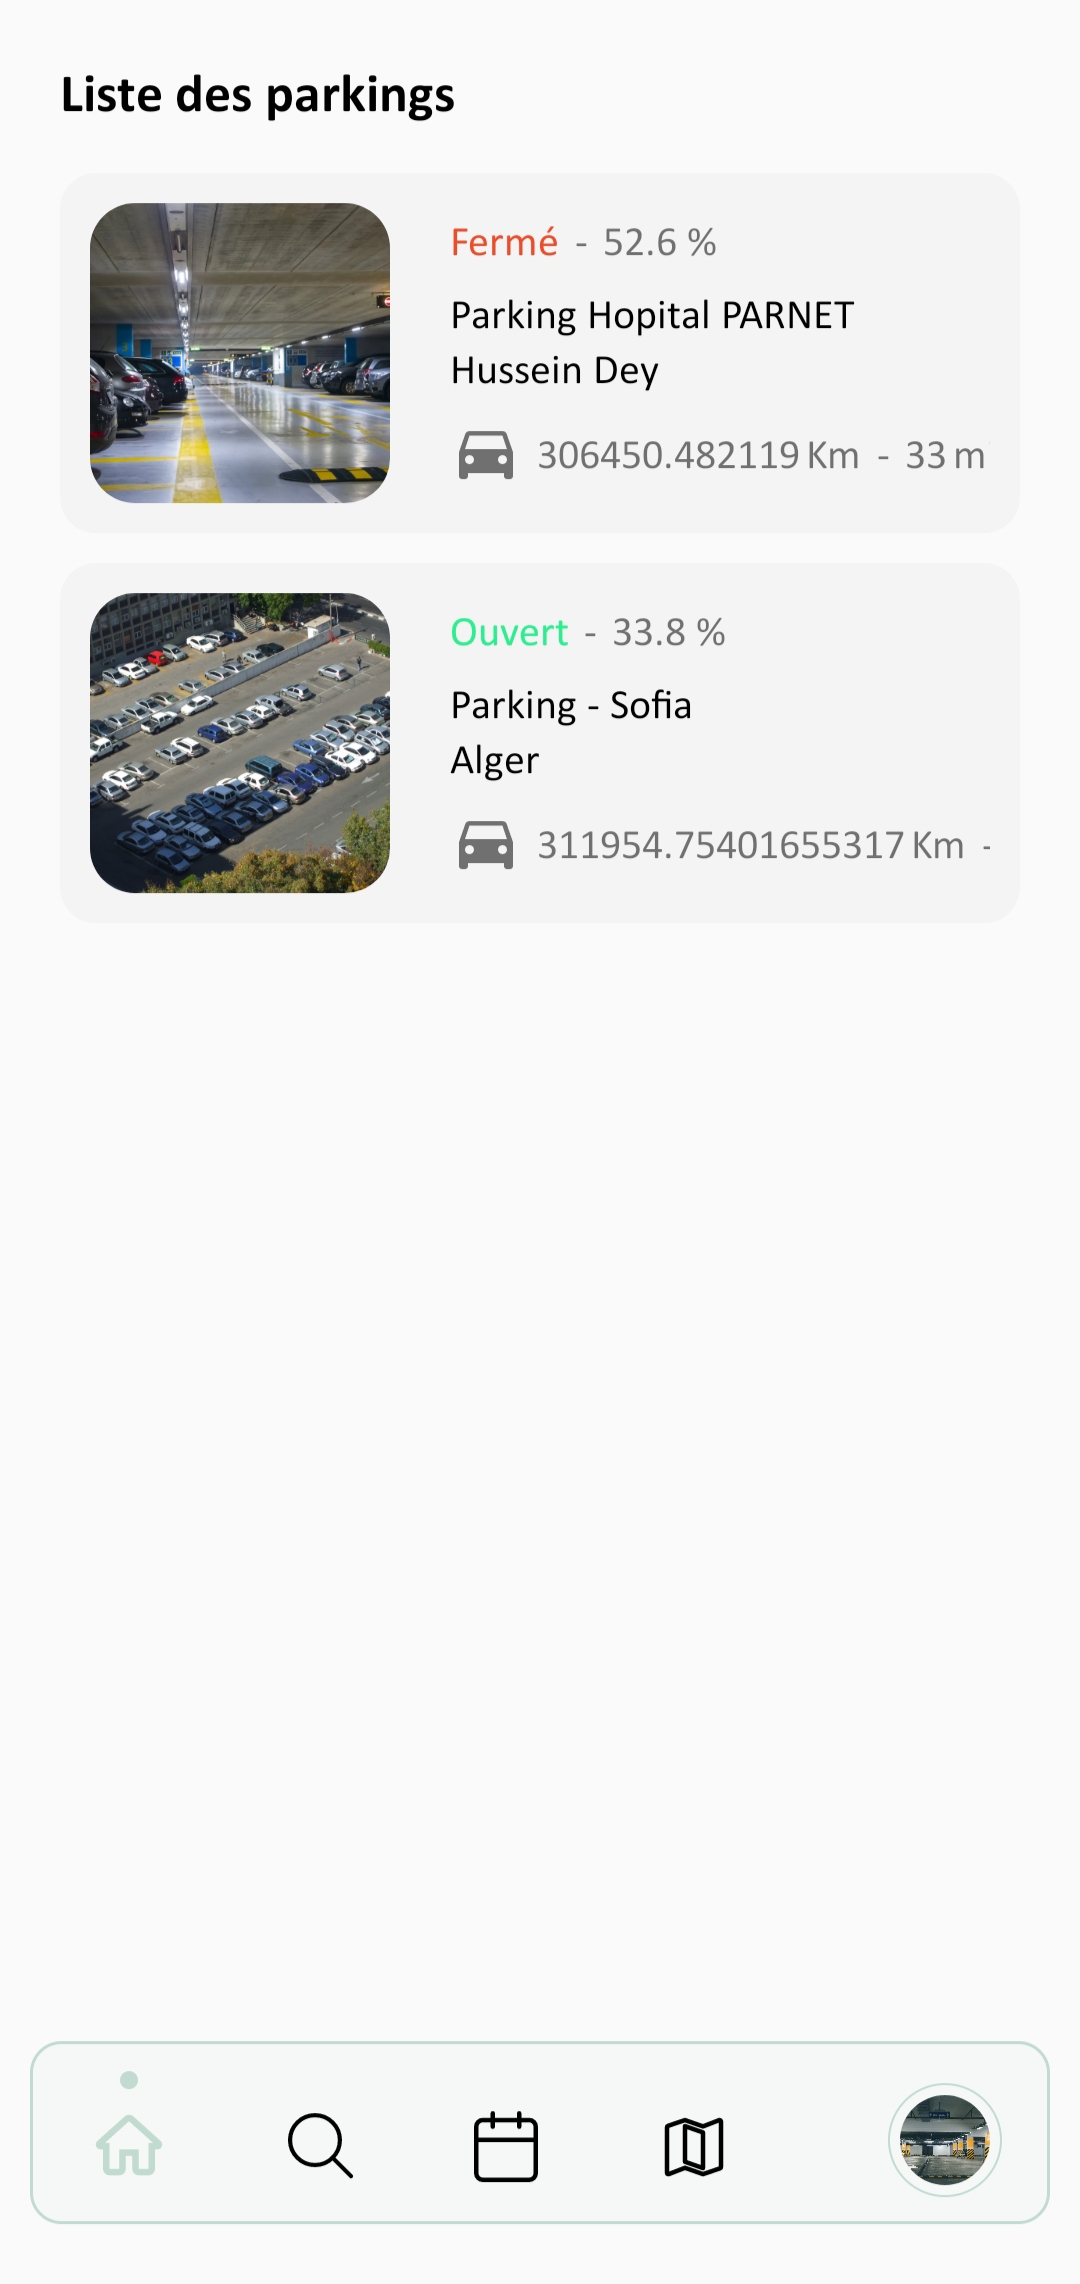 Liste des parkings
Fermé - 52.6 %
Parking Hopital PARNET
Hussein Dey
306450.482119 Km - 33 m
Ouvert - 33.8 %
Parking - Sofia
Alger
311954.75401655317 Km -